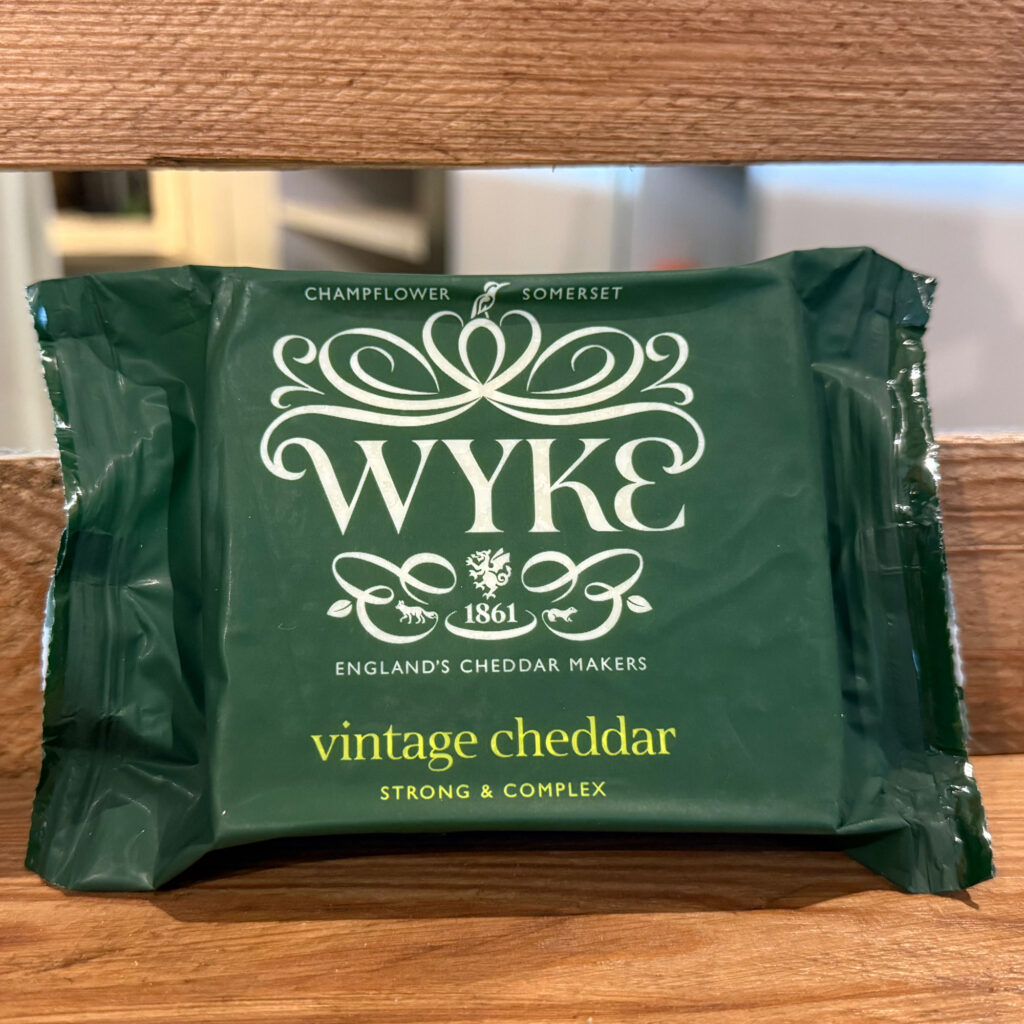 CHAMPFLOWER SOMERSET
WYKE
1861
ENGLAND'S CHEDDAR MAKERS
vintage cheddar
STRONG & COMPLEX